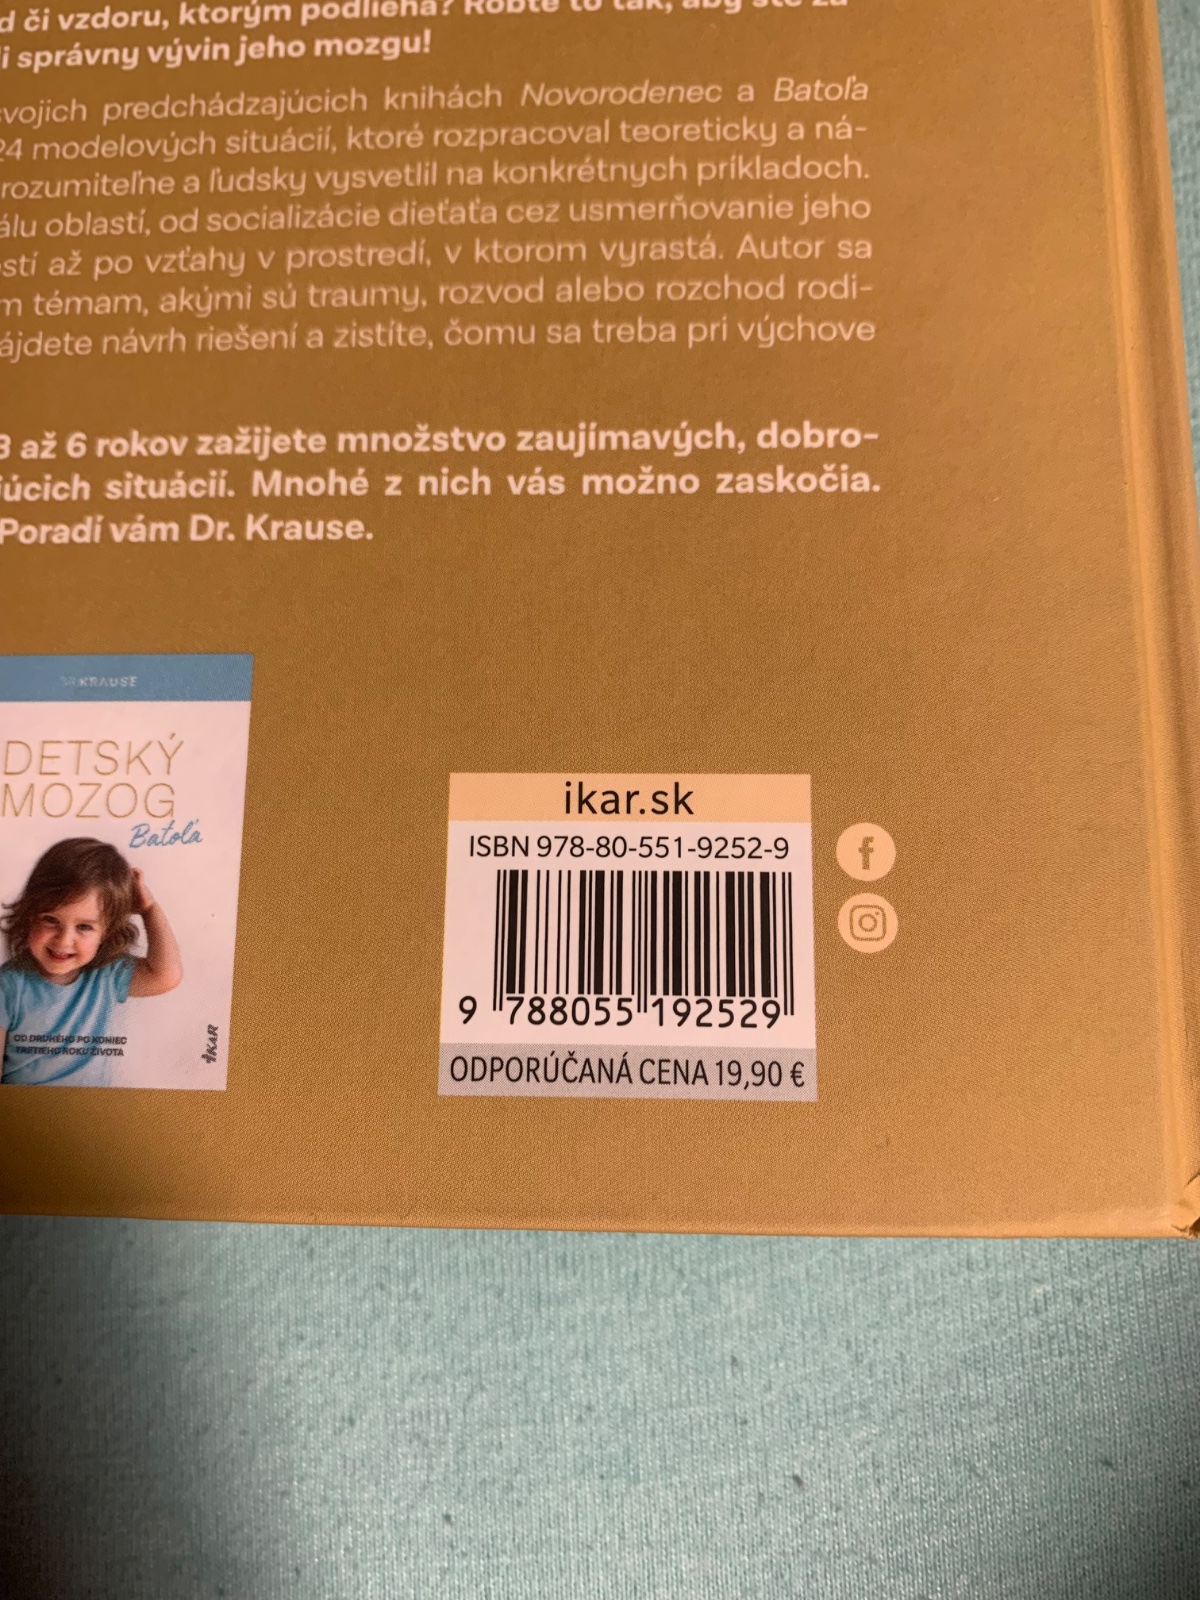 či vzdoru, ktorým podlieha? Robte to tak, aby ste za
správny vývin jeho mozgu!
svojich predchádzajúcich knihách Novorodenec a Batoľa
24 modelových situácií, ktoré rozpracoval teoreticky a ná-
rozumiteľne a ľudsky vysvetlil na konkrétnych príkladoch.
álu oblastí, od socializácie dieťaťa cez usmerňovanie jeho
stí až po vzťahy v prostredí, v ktorom vyrastá. Autor sa
m témam, akými sú traumy, rozvod alebo rozchod rodi-
ájdete návrh riešení a zistíte, čomu sa treba pri výchove
3 až 6 rokov zažijete množstvo zaujímavých, dobro-
júcich situácií. Mnohé z nich vás možno zaskočia.
Poradí vám Dr. Krause.
DR. KRAUSE
DETSKÝ
MOZOG
Batoľa
OD DRUHÉHO PO KONIEC
TRETIEHO ROKU ŽIVOTA
IKAR
ikar.sk
ISBN 978-80-551-9252-9
9 788055 192529
ODPORÚČANÁ CENA 19,90 €